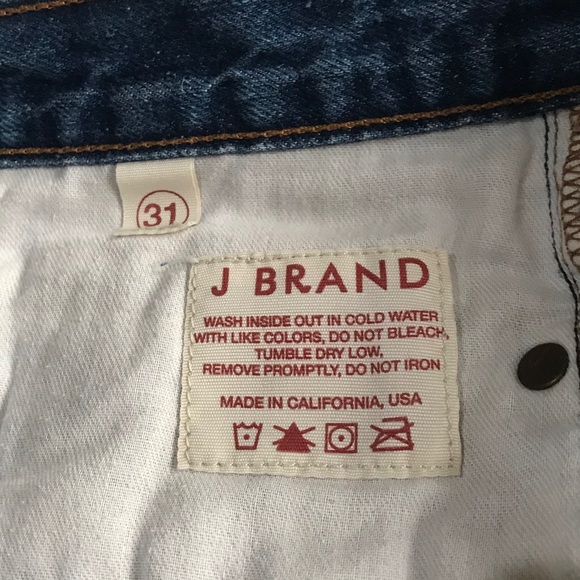 31
J BRAND
WASH INSIDE OUT IN COLD WATER
WITH LIKE COLORS, DO NOT BLEACH,
TUMBLE DRY LOW,
REMOVE PROMPTLY, DO NOT IRON
MADE IN CALIFORNIA, USA